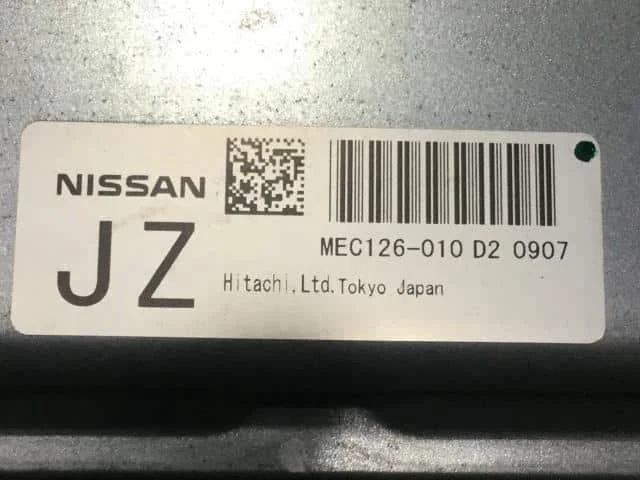 NISSAN
JZ
MEC126-010 D2 0907
Hitachi,Ltd.Tokyo Japan